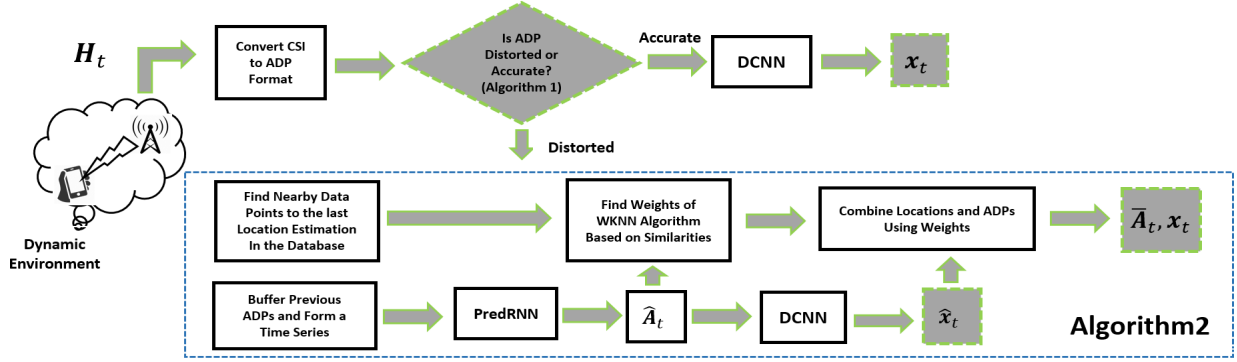 H_t
Convert CSI
to ADP
Format
Is ADP
Distorted or
Accurate?
(Algorithm 1)
Accurate
DCNN
x_t
Distorted
Dynamic
Environment
Find Nearby Data
Points to the last
Location Estimation
In the Database
Find Weights of
WKNN Algorithm
Based on Similarities
Combine Locations and ADPs
Using Weights
A̅_t, x_t
Buffer Previous
ADPs and Form a
Time Series
PredRNN
Â_t
DCNN
x̂_t
Algorithm2